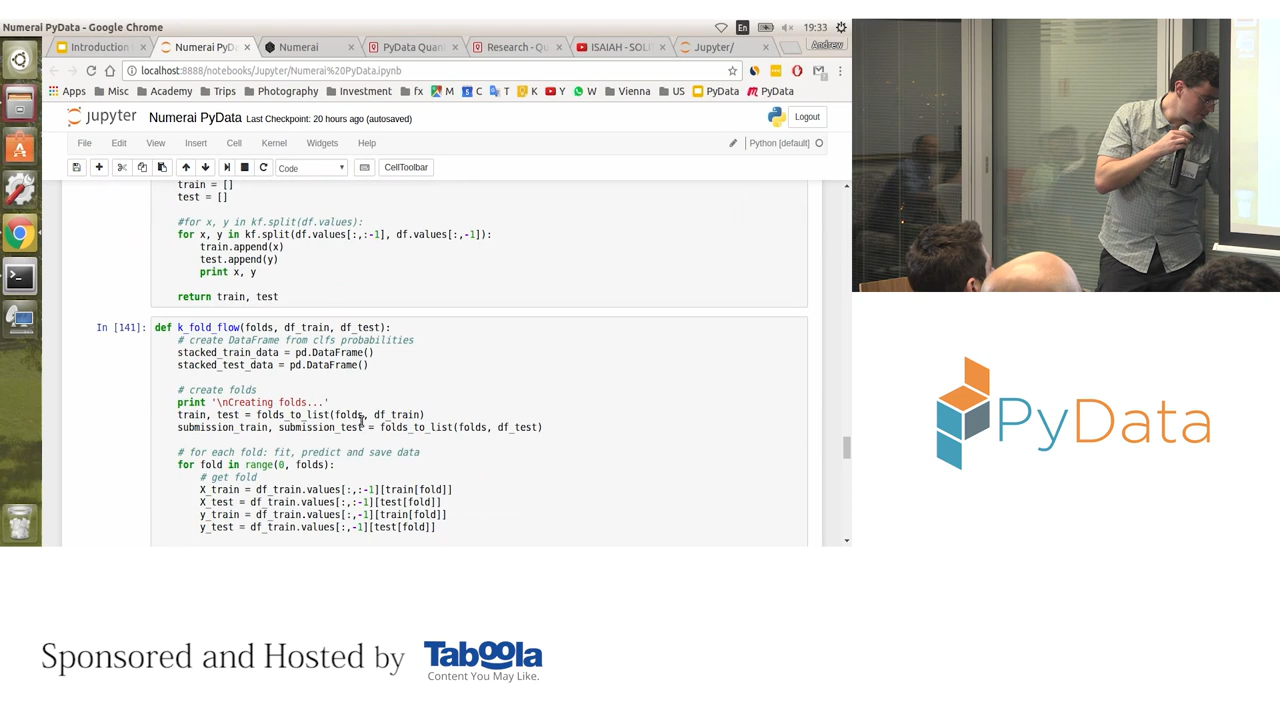 Numerai PyData - Google Chrome
En
19:33
Introduction
Numerai PyDa
Numerai
PyData Quan
Research - Qu
ISAIAH - SOLI
Jupyter/
Andrew
localhost:8888/notebooks/Jupyter/Numerai%20PyData.ipynb
Apps
Misc
Academy
Trips
Photography
Investment
fx
M
C
T
K
Y
W
Vienna
US
PyData
PyData
jupyter
Numerai PyData Last Checkpoint: 20 hours ago (autosaved)
Logout
File
Edit
View
Insert
Cell
Kernel
Widgets
Help
Python [default]
Code
CellToolbar
train = []
test = []
#for x, y in kf.split(df.values):
for x, y in kf.split(df.values[:,:-1], df.values[:,-1]):
train.append(x)
test.append(y)
print x, y
return train, test
In [141]:
def k_fold_flow(folds, df_train, df_test):
# create DataFrame from clfs probabilities
stacked_train_data = pd.DataFrame()
stacked_test_data = pd.DataFrame()
# create folds
print '\nCreating folds...'
train, test = folds_to_list(folds, df_train)
submission_train, submission_test = folds_to_list(folds, df_test)
# for each fold: fit, predict and save data
for fold in range(0, folds):
# get fold
X_train = df_train.values[:,:-1][train[fold]]
X_test = df_train.values[:,:-1][test[fold]]
y_train = df_train.values[:,-1][train[fold]]
y_test = df_train.values[:,-1][test[fold]]
PyData
Sponsored and Hosted by
Taboola
Content You May Like.